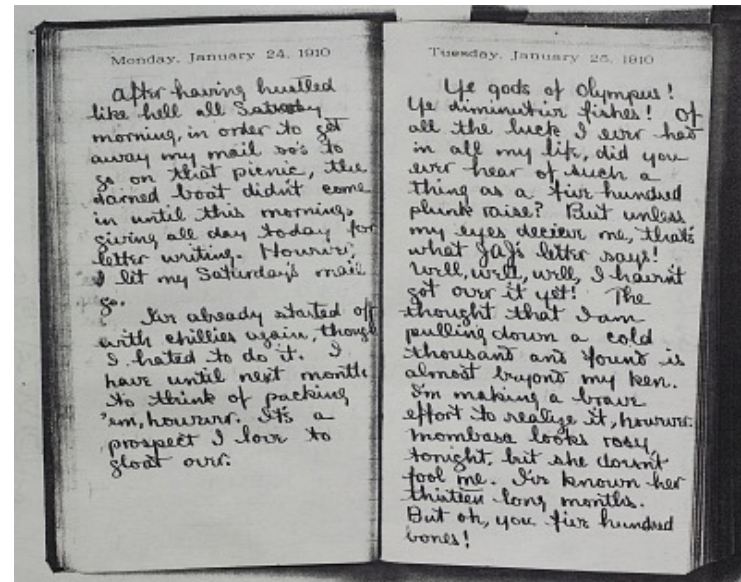 Monday, January 24, 1910
After having hustled
like hell all Saturday
morning, in order to get
away my mail so's to
go on that picnic, the
darned boat didn't come
in until this morning,
giving all day today for
letter writing. However,
I let my Saturday's mail
go.
I've already started off
with chillies again, though
I hated to do it. I
have until next month
to think of packing
'em, however. It's a
prospect I love to
gloat over.
Tuesday, January 25, 1910
Ye gods of Olympus!
Ye diminutive fishes! Of
all the luck I ever had
in all my life, did you
ever hear of such a
thing as a five hundred
plunk raise? But unless
my eyes decieve me, that's
what JAJ's letter says!
Well, well, well, I haven't
got over it yet! The
thought that I am
pulling down a cold
thousand and found is
almost beyond my ken.
I'm making a brave
effort to realize it, however.
Mombasa looks rosy
tonight, but she doesn't
fool me. I've known her
thirteen long months.
But oh, you five hundred
bones!